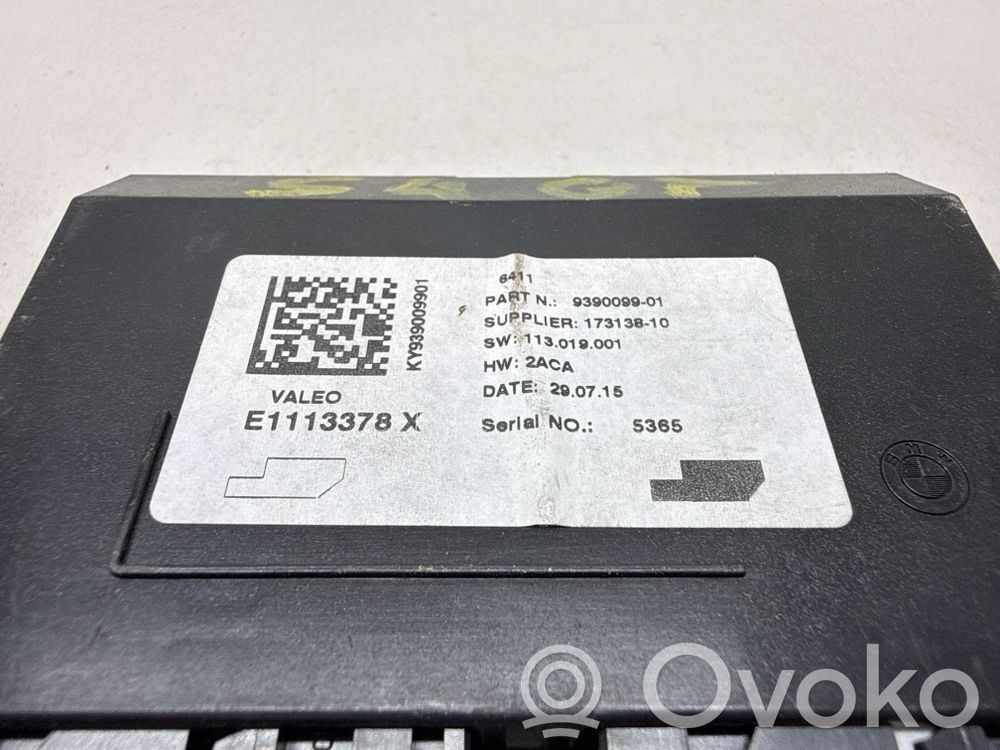 KY939009901
VALEO
E1113378 X
6411
PART N.: 9390099-01
SUPPLIER: 173138-10
SW: 113.019.001
HW: 2ACA
DATE: 29.07.15
Serial NO.: 5365
BMW
Ovoko